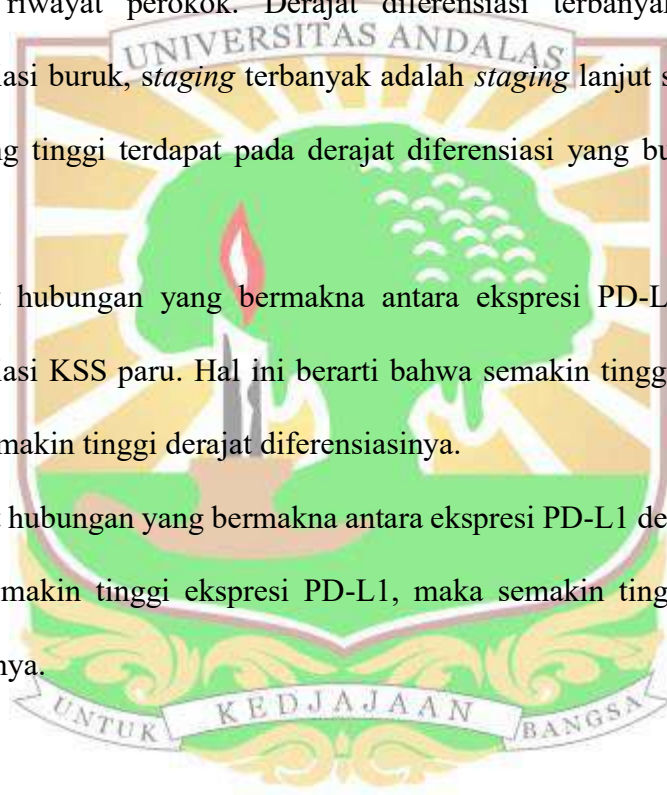 riwayat perokok. Derajat diferensiasi terbanyak
UNIVERSITAS ANDALAS
iasi buruk, staging terbanyak adalah staging lanjut s
g tinggi terdapat pada derajat diferensiasi yang bu
hubungan yang bermakna antara ekspresi PD-L
iasi KSS paru. Hal ini berarti bahwa semakin tingg
makin tinggi derajat diferensiasinya.
t hubungan yang bermakna antara ekspresi PD-L1 de
makin tinggi ekspresi PD-L1, maka semakin ting
nya.
UNTUK KEDJAJAAN BANGSA